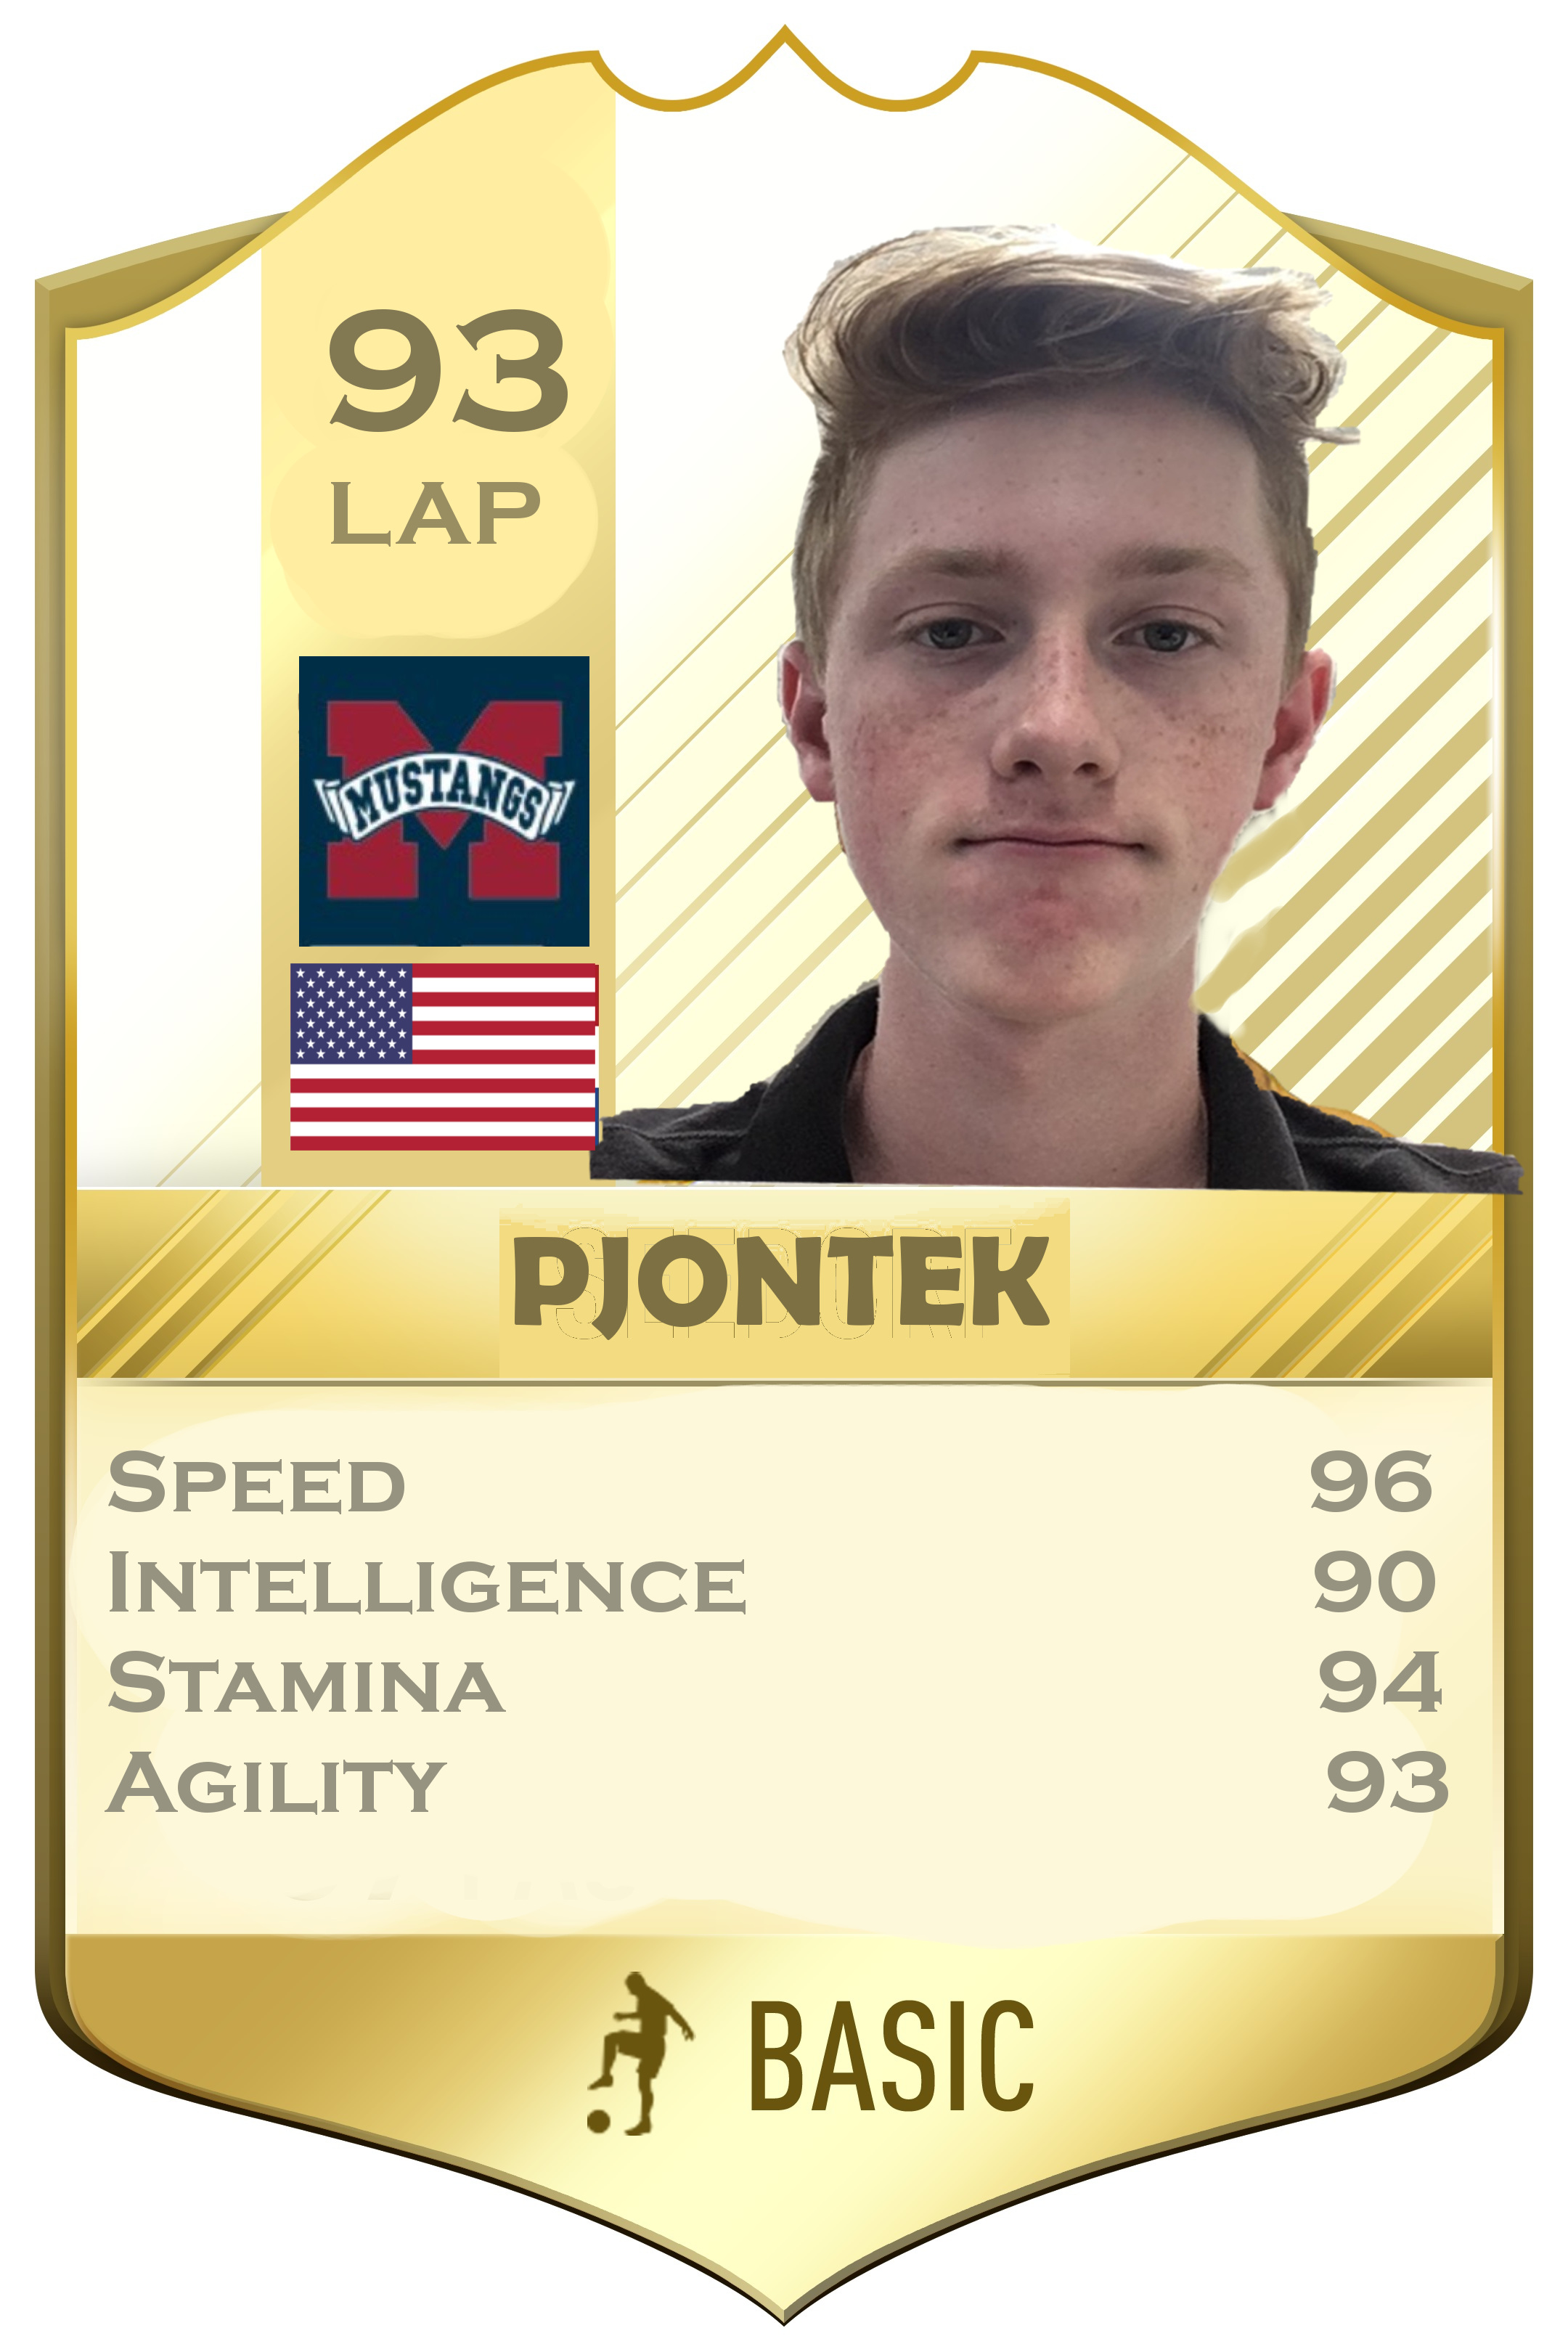 93
LAP
MUSTANGS
PJONTEK
SPEED 96
INTELLIGENCE 90
STAMINA 94
AGILITY 93
BASIC